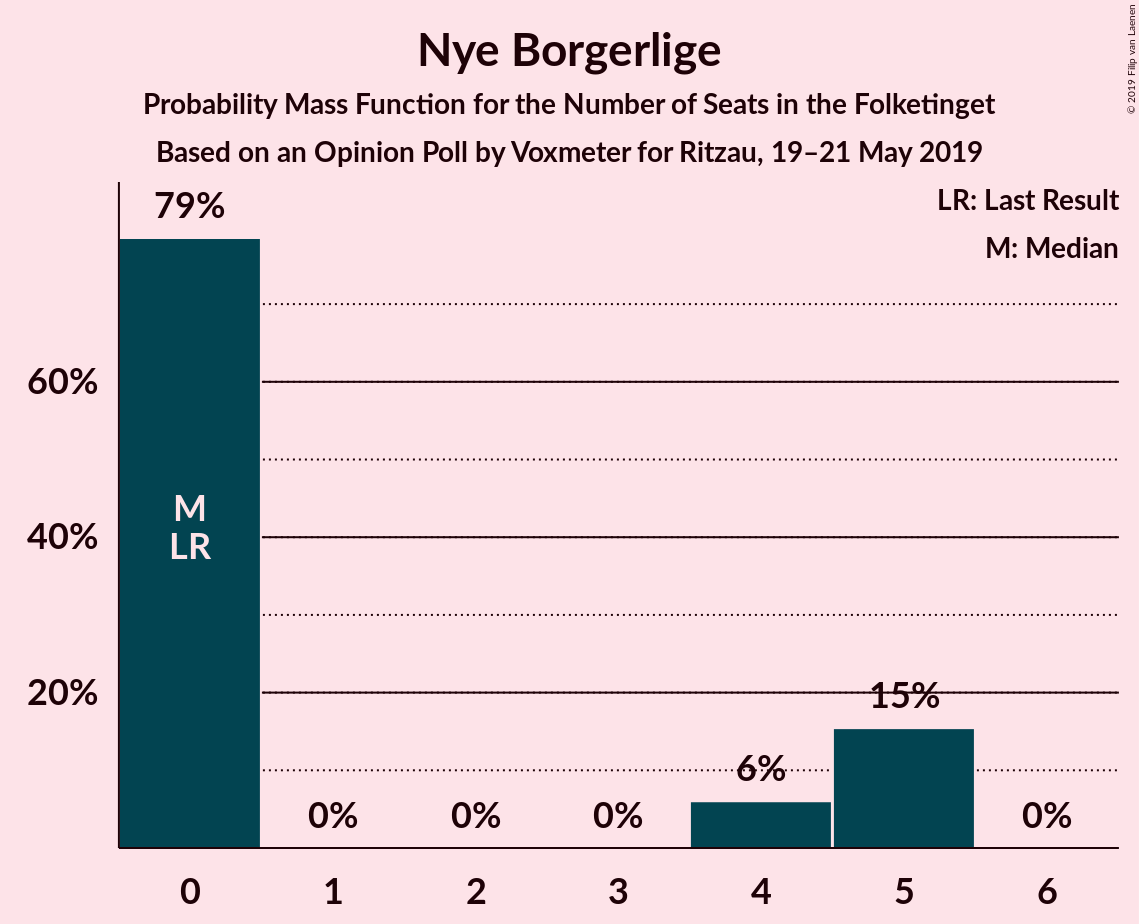 Nye Borgerlige
Probability Mass Function for the Number of Seats in the Folketinget
Based on an Opinion Poll by Voxmeter for Ritzau, 19–21 May 2019
© 2019 Filip van Laenen
LR: Last Result
M: Median
79%
60%
40%
20%
M
LR
0%
0%
0%
6%
15%
0%
0
1
2
3
4
5
6